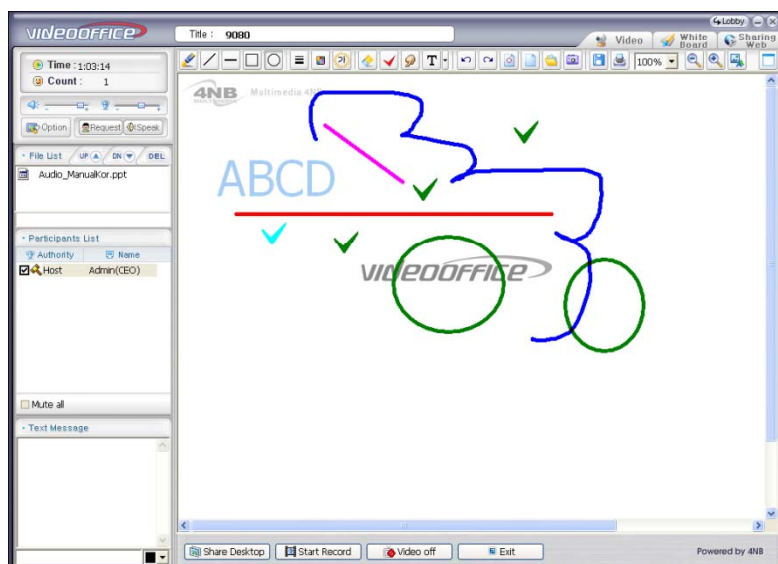 Lobby
VIDEOOFFICE
Title : 9080
Video
White Board
Sharing Web
Time :1:03:14
Count : 1
T
100%
Option
Request
Speak
4NB Multimedia 4N
MULTIMEDIA
File List
UP
DN
DEL
Audio_ManualKor.ppt
ABCD
Participants List
Authority
Name
Host
Admin(CEO)
VIDEOOFFICE
Mute all
Text Message
Share Desktop
Start Record
Video off
Exit
Powered by 4NB